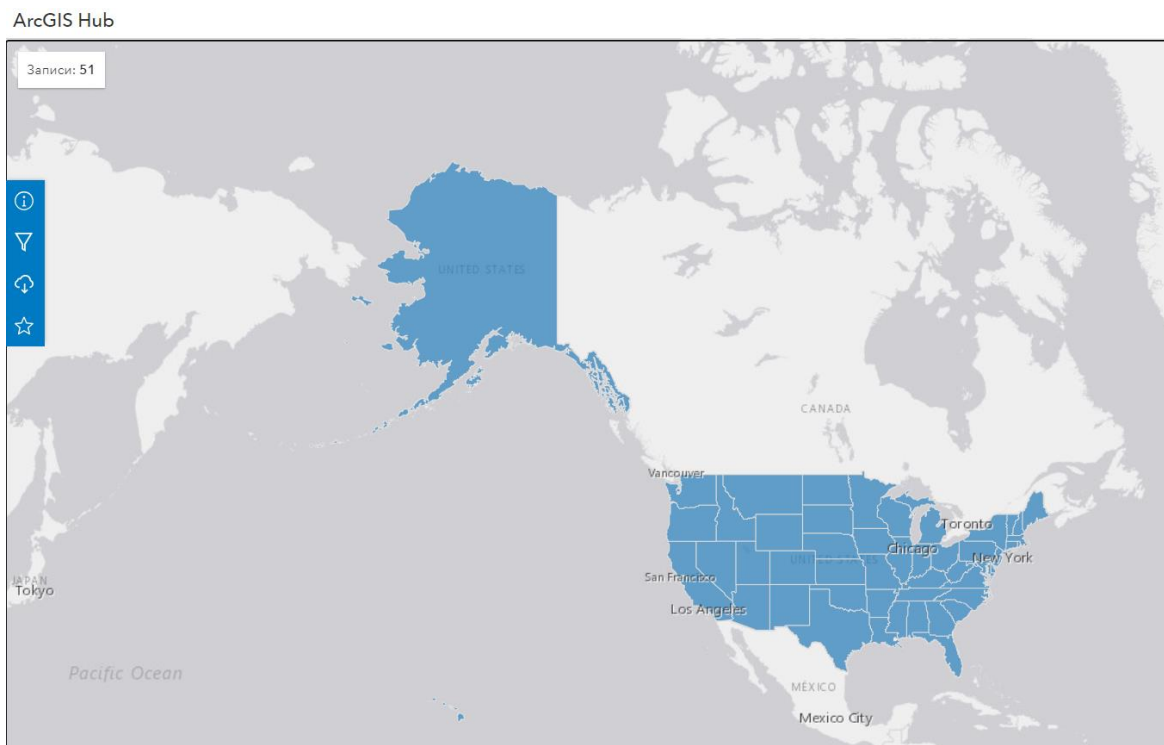 ArcGIS Hub
Записи: 51
UNITED STATES
CANADA
Vancouver
Toronto
Chicago
UNITED STATES
New York
San Francisco
JAPAN
Tokyo
Los Angeles
Pacific Ocean
MÉXICO
Mexico City